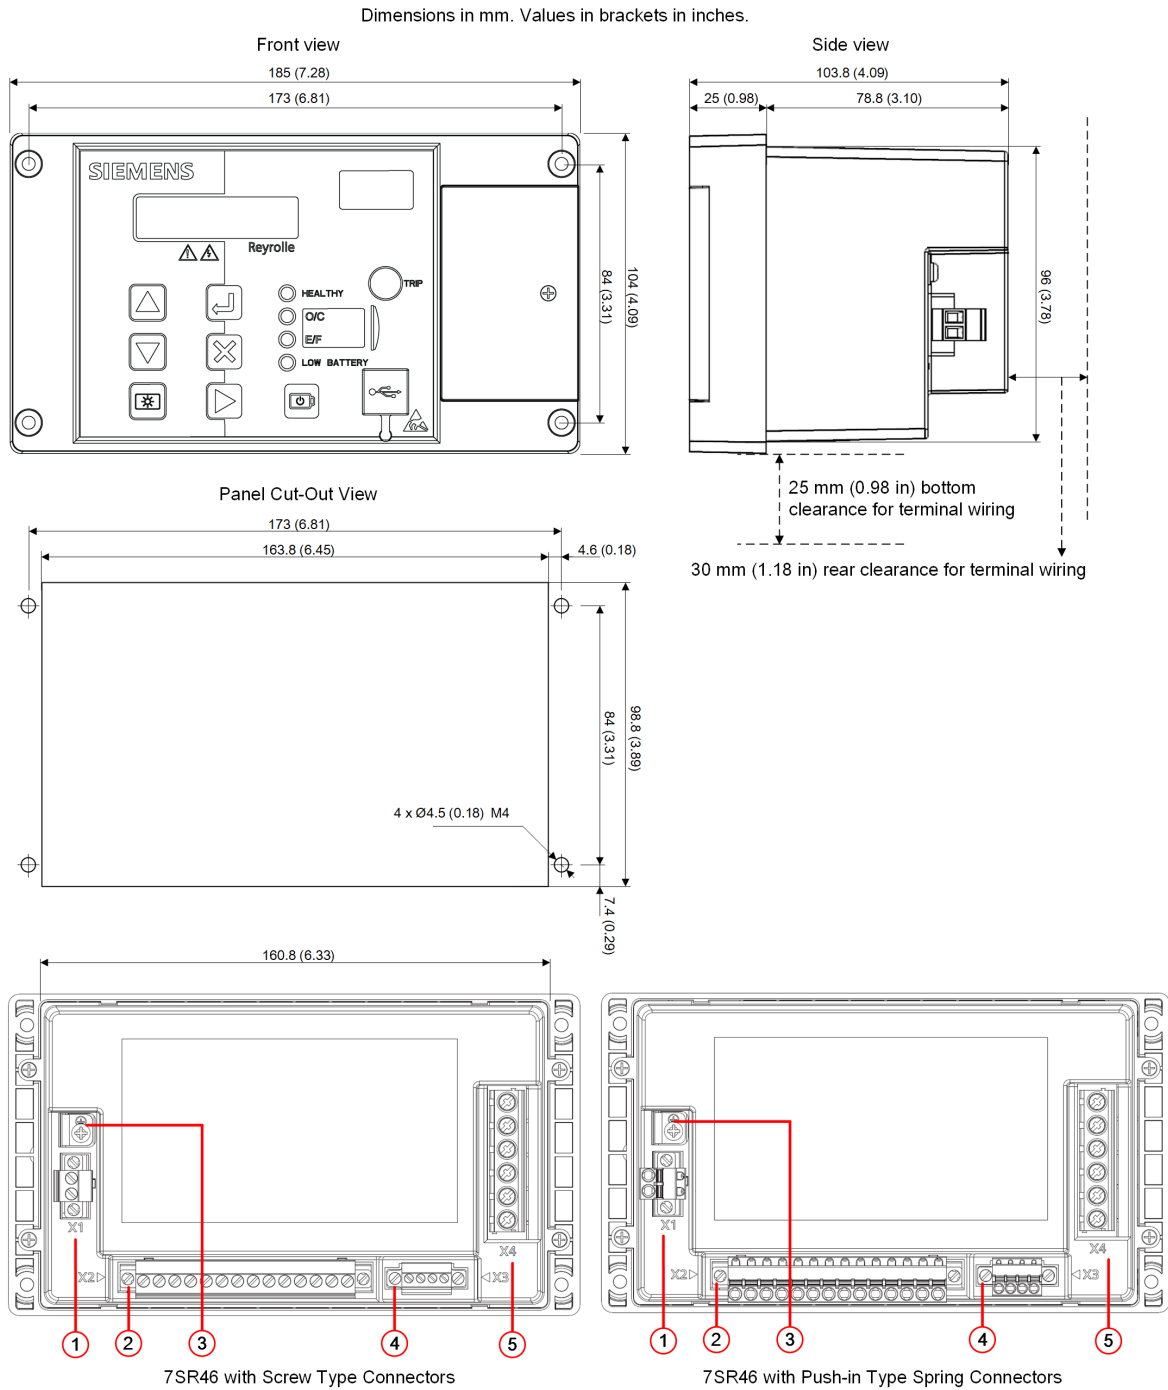 Dimensions in mm. Values in brackets in inches.
Front view
Side view
185 (7.28)
173 (6.81)
103.8 (4.09)
25 (0.98)
78.8 (3.10)
SIEMENS
Reyrolle
TRIP
HEALTHY
O/C
E/F
LOW BATTERY
84 (3.31)
104 (4.09)
96 (3.78)
25 mm (0.98 in) bottom
clearance for terminal wiring
30 mm (1.18 in) rear clearance for terminal wiring
Panel Cut-Out View
173 (6.81)
163.8 (6.45)
4.6 (0.18)
84 (3.31)
98.8 (3.89)
4 x Ø4.5 (0.18) M4
7.4 (0.29)
160.8 (6.33)
X1
X2
X3
X4
1
2
3
4
5
7SR46 with Screw Type Connectors
X1
X2
X3
X4
1
2
3
4
5
7SR46 with Push-in Type Spring Connectors